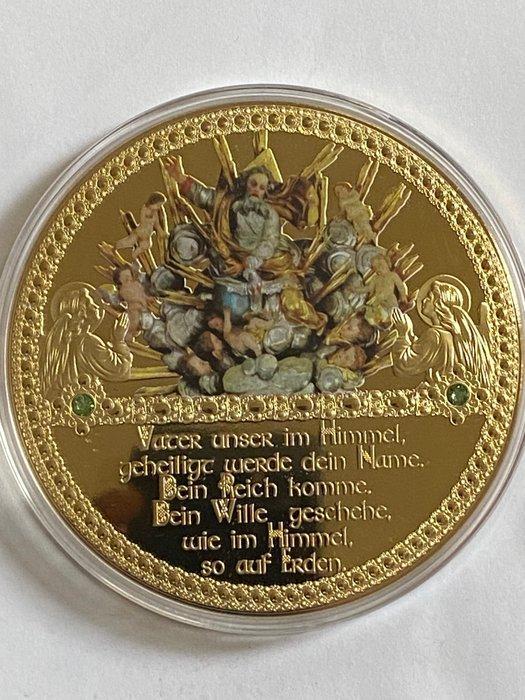 Vater unser im Himmel,
geheiligt werde dein Name.
Dein Reich komme.
Dein Wille geschehe,
wie im Himmel,
so auf Erden.